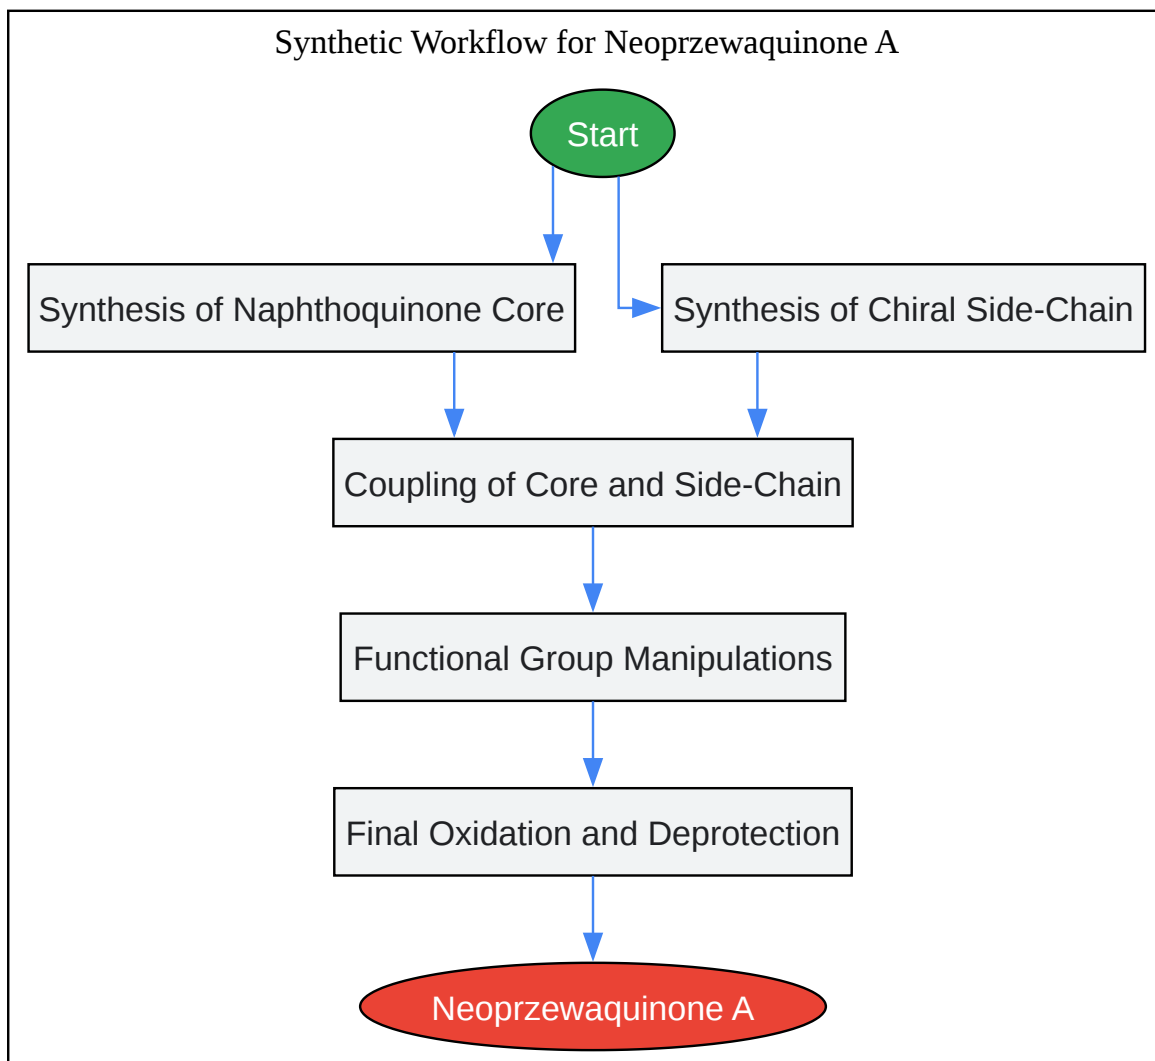 Synthetic Workflow for Neoprzewaquinone A
Start
Synthesis of Naphthoquinone Core
Synthesis of Chiral Side-Chain
Coupling of Core and Side-Chain
Functional Group Manipulations
Final Oxidation and Deprotection
Neoprzewaquinone A